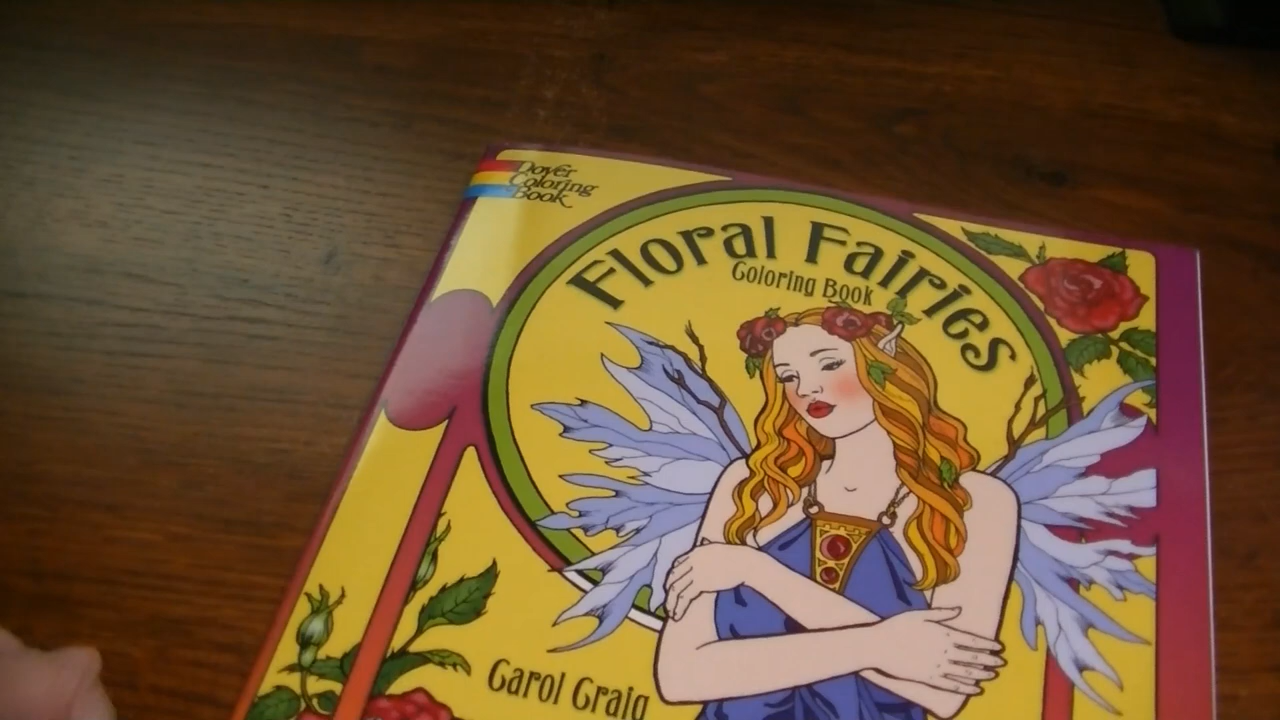 Dover
Coloring
Book
Floral Fairies
Coloring Book
Carol Craig